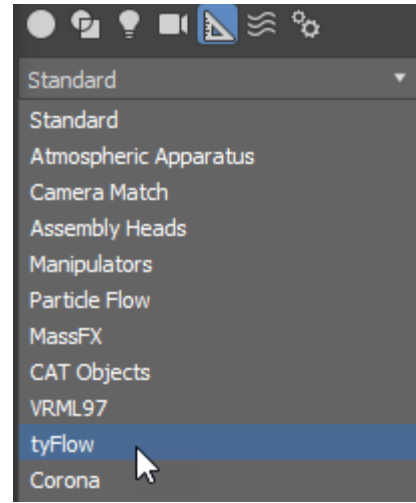 Standard
Standard
Atmospheric Apparatus
Camera Match
Assembly Heads
Manipulators
Particle Flow
MassFX
CAT Objects
VRML97
tyFlow
Corona